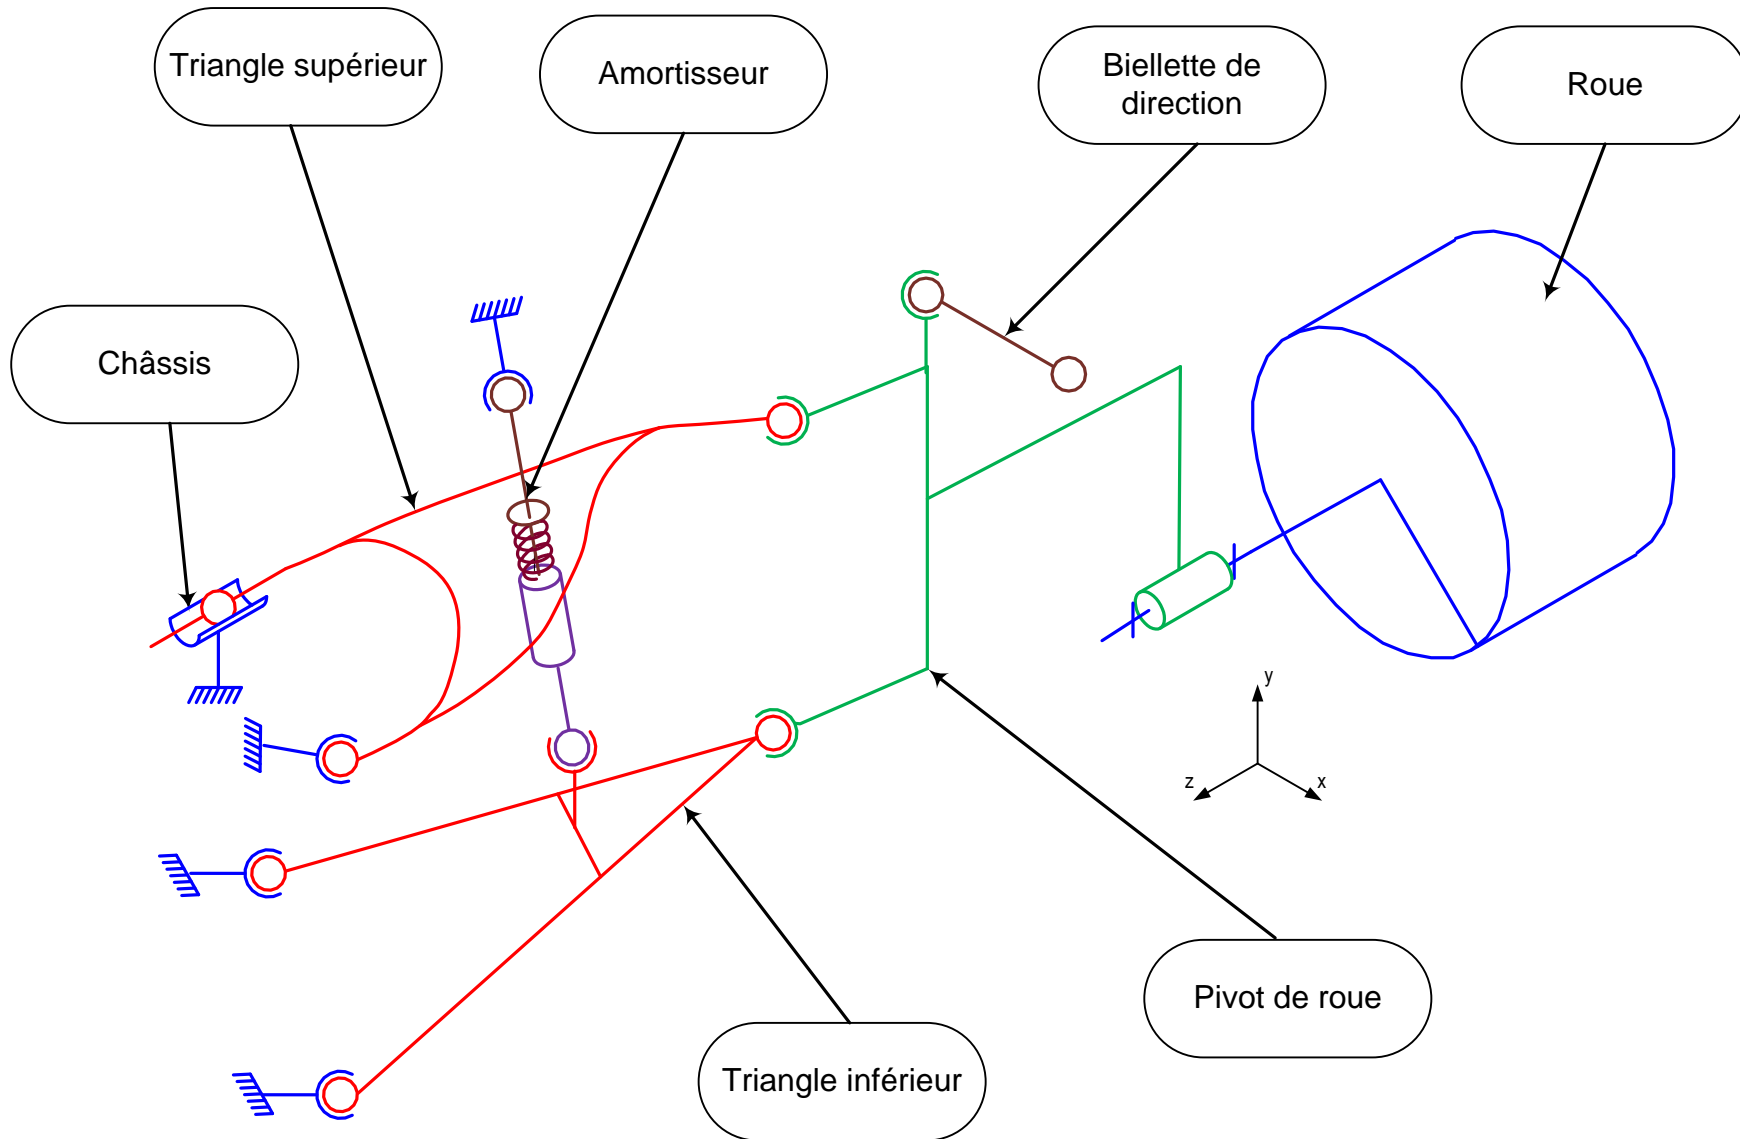 Triangle supérieur
Amortisseur
Biellette de
direction
Roue
Châssis
y
z
x
Pivot de roue
Triangle inférieur